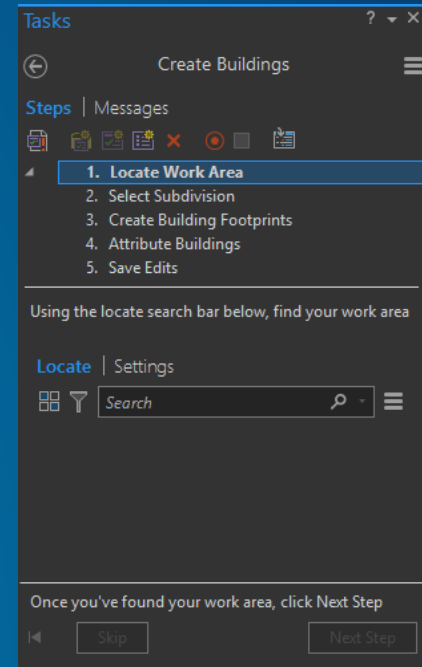 Tasks ?
Create Buildings
Steps | Messages
1. Locate Work Area
2. Select Subdivision
3. Create Building Footprints
4. Attribute Buildings
5. Save Edits
Using the locate search bar below, find your work area
Locate | Settings
Search
Once you've found your work area, click Next Step
Skip Next Step